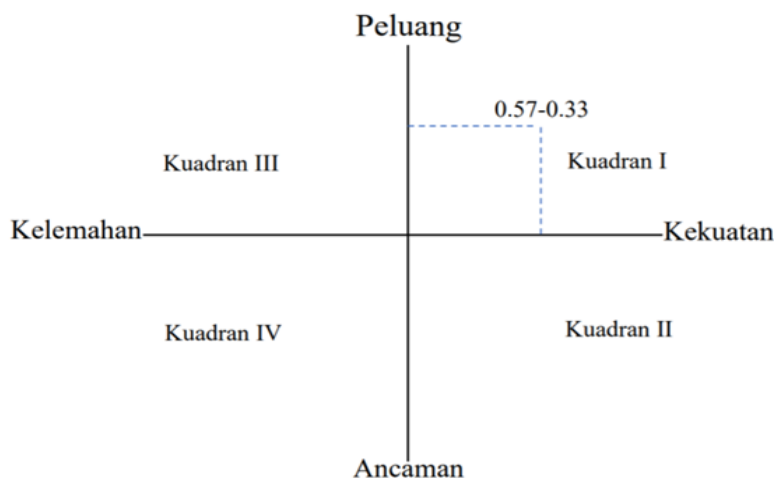 Peluang
0.57-0.33
Kuadran III
Kuadran I
Kelemahan
Kekuatan
Kuadran IV
Kuadran II
Ancaman